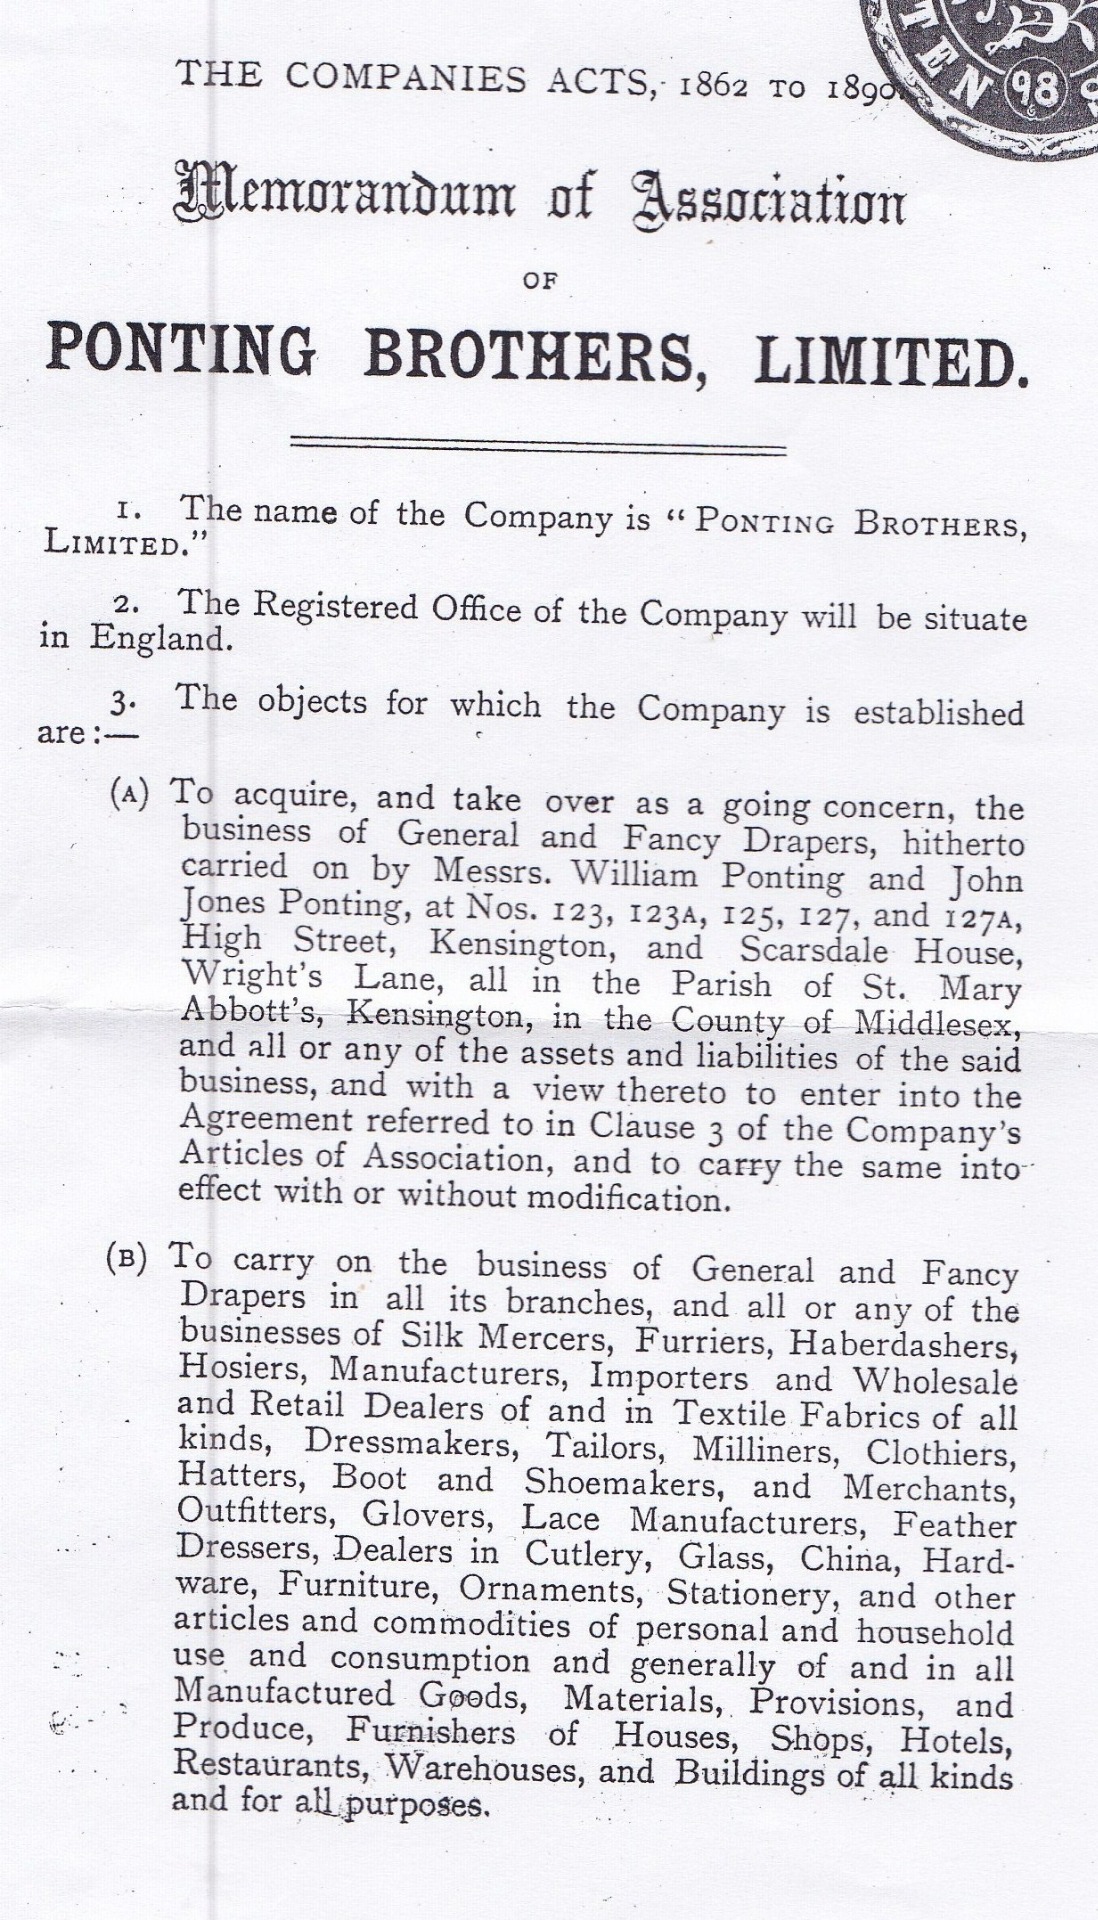 TEN
98
THE COMPANIES ACTS, 1862 TO 1890.
Memorandum of Association
OF
PONTING BROTHERS, LIMITED.
1. The name of the Company is “PONTING BROTHERS,
LIMITED.”
2. The Registered Office of the Company will be situate
in England.
3. The objects for which the Company is established
are:—
(A) To acquire, and take over as a going concern, the
business of General and Fancy Drapers, hitherto
carried on by Messrs. William Ponting and John
Jones Ponting, at Nos. 123, 123A, 125, 127, and 127A,
High Street, Kensington, and Scarsdale House,
Wright's Lane, all in the Parish of St. Mary
Abbott's, Kensington, in the County of Middlesex,
and all or any of the assets and liabilities of the said
business, and with a view thereto to enter into the
Agreement referred to in Clause 3 of the Company's
Articles of Association, and to carry the same into
effect with or without modification.
(B) To carry on the business of General and Fancy
Drapers in all its branches, and all or any of the
businesses of Silk Mercers, Furriers, Haberdashers,
Hosiers, Manufacturers, Importers and Wholesale
and Retail Dealers of and in Textile Fabrics of all
kinds, Dressmakers, Tailors, Milliners, Clothiers,
Hatters, Boot and Shoemakers, and Merchants,
Outfitters, Glovers, Lace Manufacturers, Feather
Dressers, Dealers in Cutlery, Glass, China, Hard-
ware, Furniture, Ornaments, Stationery, and other
articles and commodities of personal and household
use and consumption and generally of and in all
Manufactured Goods, Materials, Provisions, and
Produce, Furnishers of Houses, Shops, Hotels,
Restaurants, Warehouses, and Buildings of all kinds
and for all purposes.